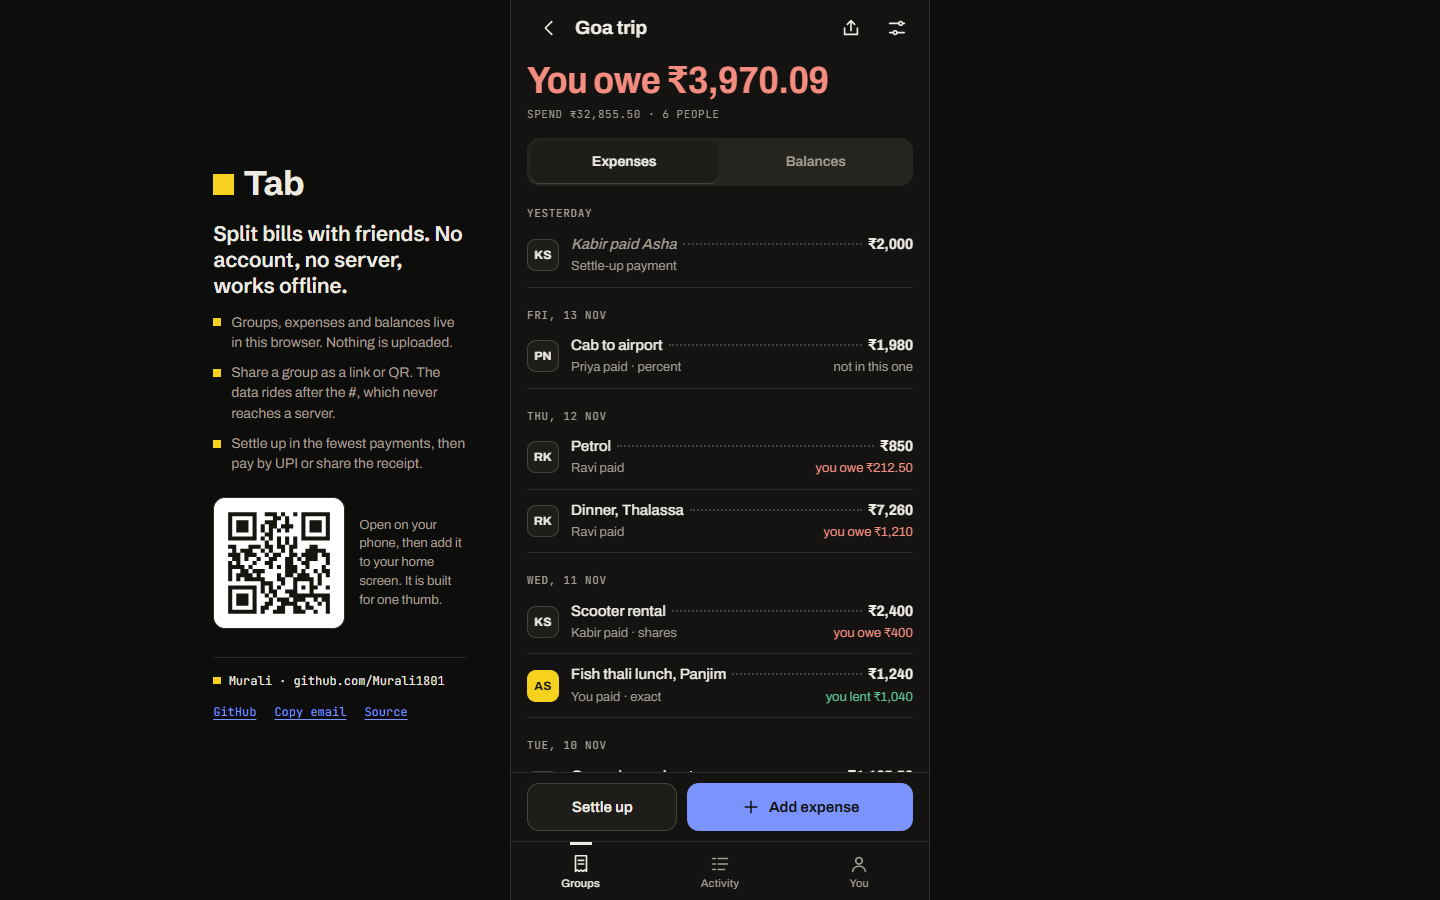 Tab
Split bills with friends. No
account, no server,
works offline.
Groups, expenses and balances live
in this browser. Nothing is uploaded.
Share a group as a link or QR. The
data rides after the #, which never
reaches a server.
Settle up in the fewest payments, then
pay by UPI or share the receipt.
Open on your
phone, then add it
to your home
screen. It is built
for one thumb.
Murali · github.com/Murali1801
GitHub Copy email Source
Goa trip
You owe ₹3,970.09
SPEND ₹32,855.50 · 6 PEOPLE
Expenses Balances
YESTERDAY
KS Kabir paid Asha ₹2,000
Settle-up payment
FRI, 13 NOV
PN Cab to airport ₹1,980
Priya paid · percent not in this one
THU, 12 NOV
RK Petrol ₹850
Ravi paid you owe ₹212.50
RK Dinner, Thalassa ₹7,260
Ravi paid you owe ₹1,210
WED, 11 NOV
KS Scooter rental ₹2,400
Kabir paid · shares you owe ₹400
AS Fish thali lunch, Panjim ₹1,240
You paid · exact you lent ₹1,040
TUE, 10 NOV
Settle up Add expense
Groups Activity You